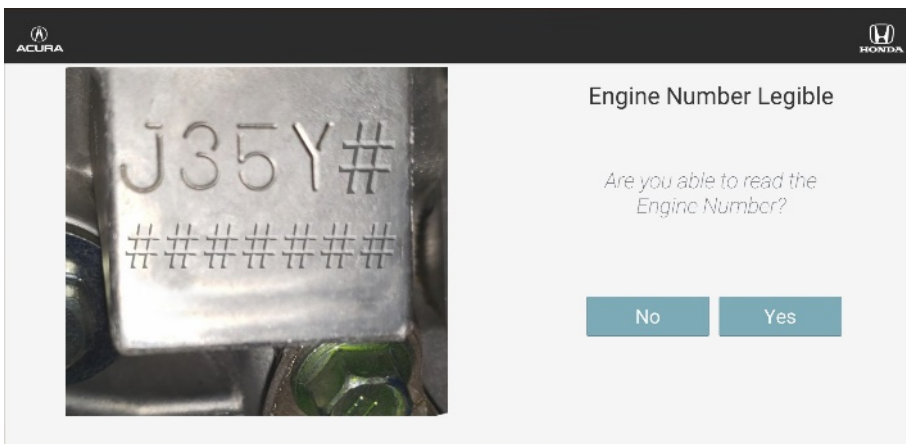 ACURA
HONDA
J35Y#
#######
Engine Number Legible
Are you able to read the
Engine Number?
No
Yes